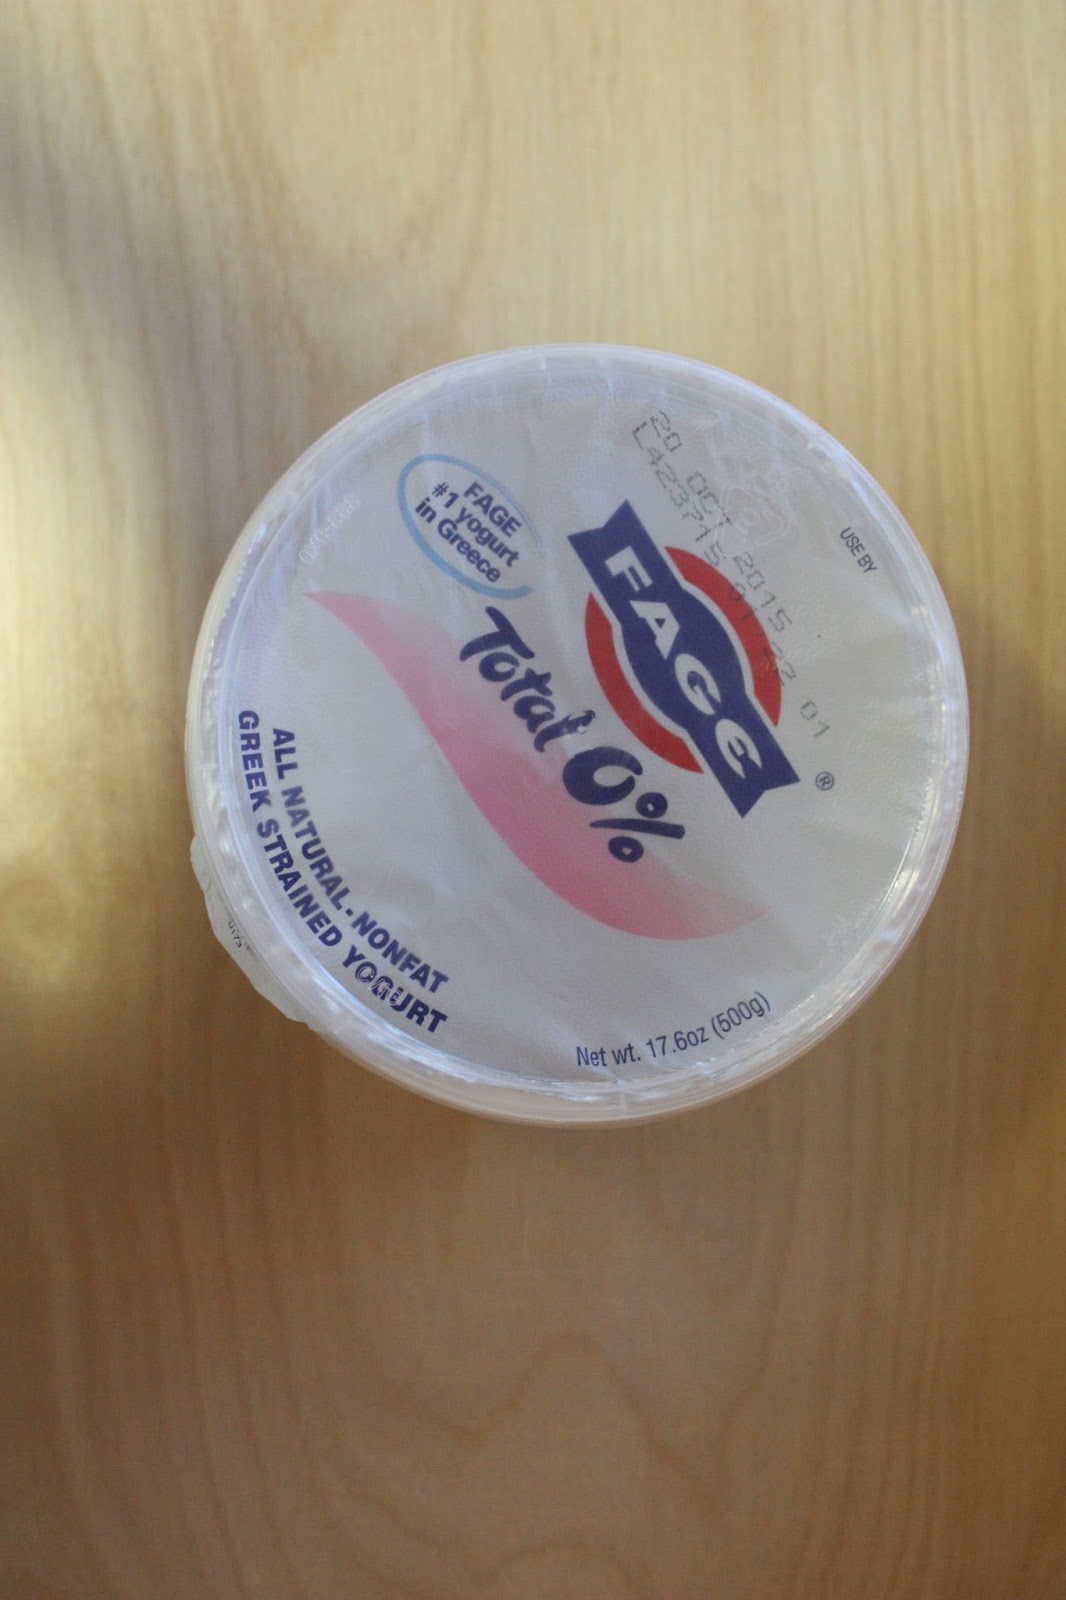 USE BY
20 OCT 2015
FAGE
®
FAGE
#1 yogurt
in Greece
Total 0%
ALL NATURAL·NONFAT
GREEK STRAINED YOGURT
Net wt. 17.6oz (500g)
0173